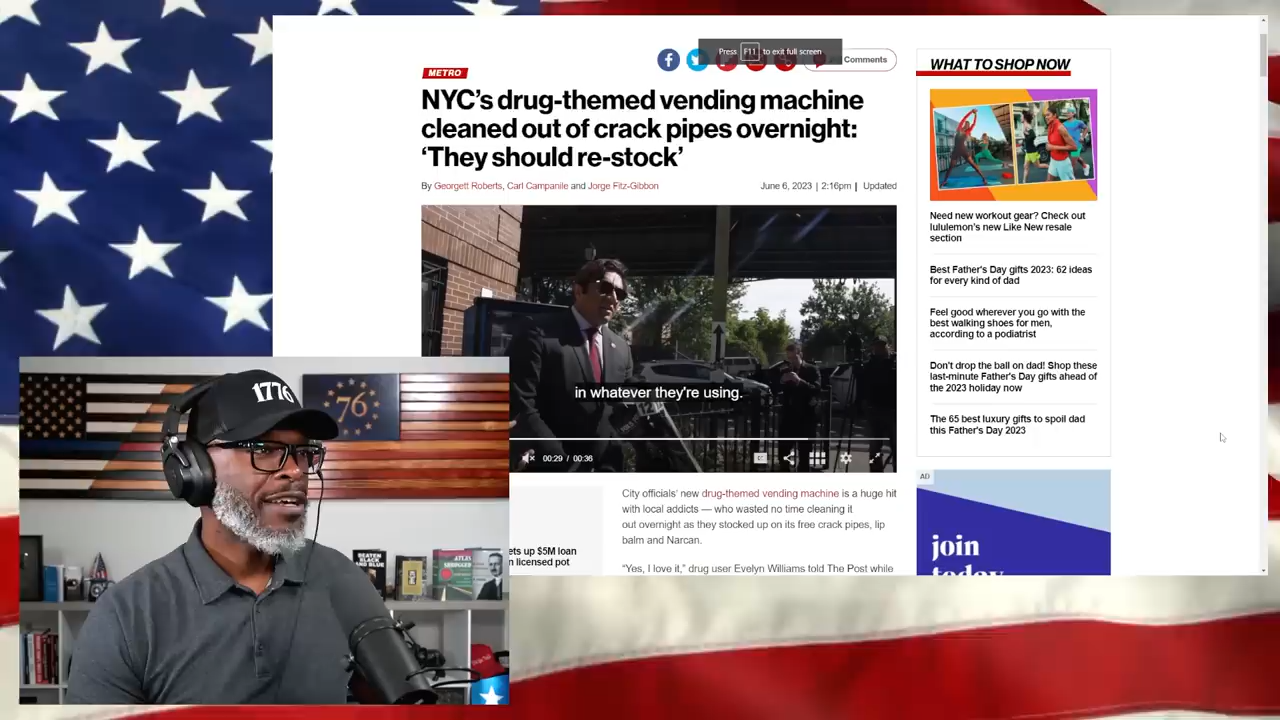 Press F11 to exit full screen
Comments
METRO
NYC's drug-themed vending machine
cleaned out of crack pipes overnight:
'They should re-stock'
By Georgett Roberts, Carl Campanile and Jorge Fitz-Gibbon
June 6, 2023 | 2:16pm | Updated
in whatever they're using.
00:29 / 00:36
City officials' new drug-themed vending machine is a huge hit
with local addicts — who wasted no time cleaning it
out overnight as they stocked up on its free crack pipes, lip
balm and Narcan.
"Yes, I love it," drug user Evelyn Williams told The Post while
ets up $5M loan
n licensed pot
WHAT TO SHOP NOW
Need new workout gear? Check out
lululemon's new Like New resale
section
Best Father's Day gifts 2023: 62 ideas
for every kind of dad
Feel good wherever you go with the
best walking shoes for men,
according to a podiatrist
Don't drop the ball on dad! Shop these
last-minute Father's Day gifts ahead of
the 2023 holiday now
The 65 best luxury gifts to spoil dad
this Father's Day 2023
AD
join
today
1776
76
BEATEN
BLACK
AND BLUE
ATLAS
SHRUGGED